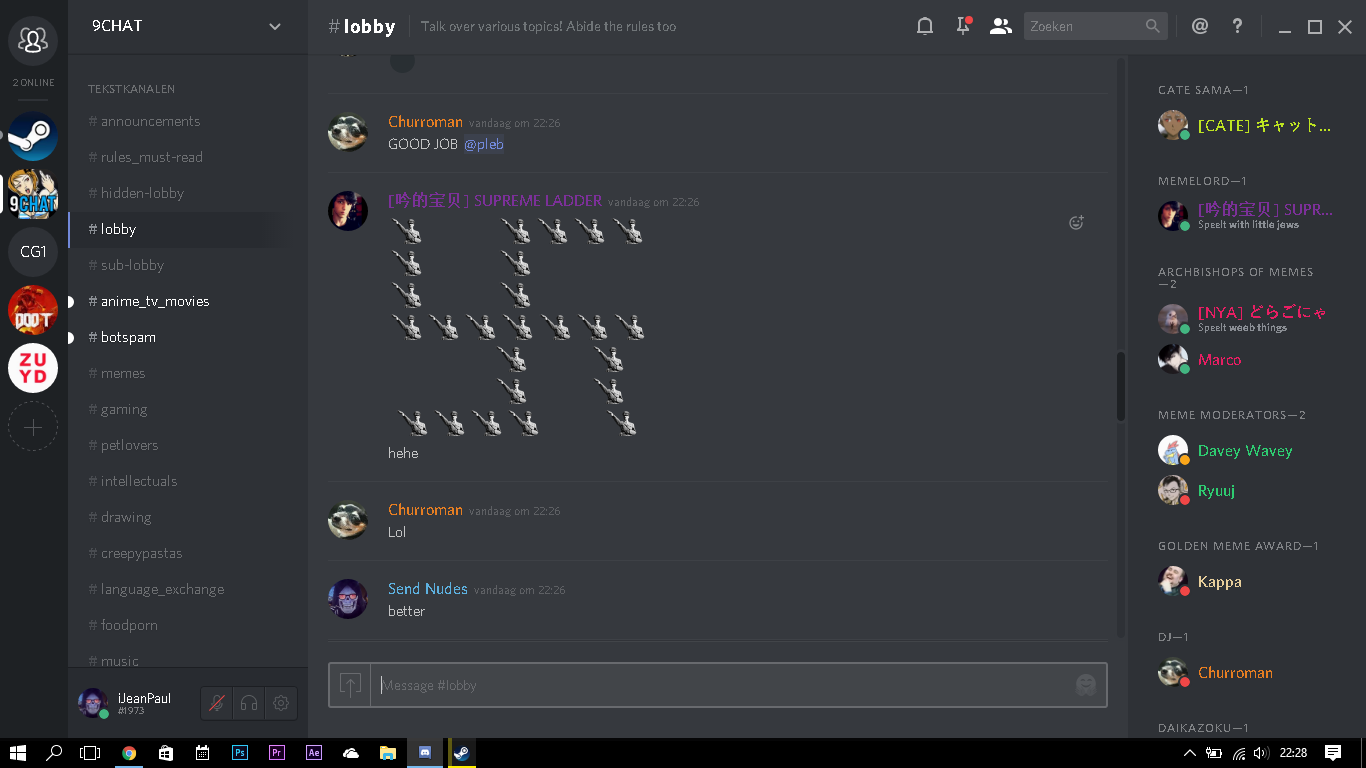 9CHAT
#lobby
Talk over various topics! Abide the rules too
Zoeken
2 ONLINE
9CHAT
CG1
DOOT
ZU
YD
TEKSTKANALEN
# announcements
# rules_must-read
# hidden-lobby
# lobby
# sub-lobby
# anime_tv_movies
# botspam
# memes
# gaming
# petlovers
# intellectuals
# drawing
# creepypastas
# language_exchange
# foodporn
# music
iJeanPaul
#1973
Churroman vandaag om 22:26
GOOD JOB @pleb
[吟的宝贝] SUPREME LADDER vandaag om 22:26
hehe
Churroman vandaag om 22:26
Lol
Send Nudes vandaag om 22:26
better
Message #lobby
CATE SAMA—1
[CATE] キャット...
MEMELORD—1
[吟的宝贝] SUPR...
Speelt with little jews
ARCHBISHOPS OF MEMES
—2
[NYA] どらごにゃ
Speelt weeb things
Marco
MEME MODERATORS—2
Davey Wavey
Ryuuj
GOLDEN MEME AWARD—1
Kappa
DJ—1
Churroman
DAIKAZOKU—1
Ps
Pr
Ae
22:28